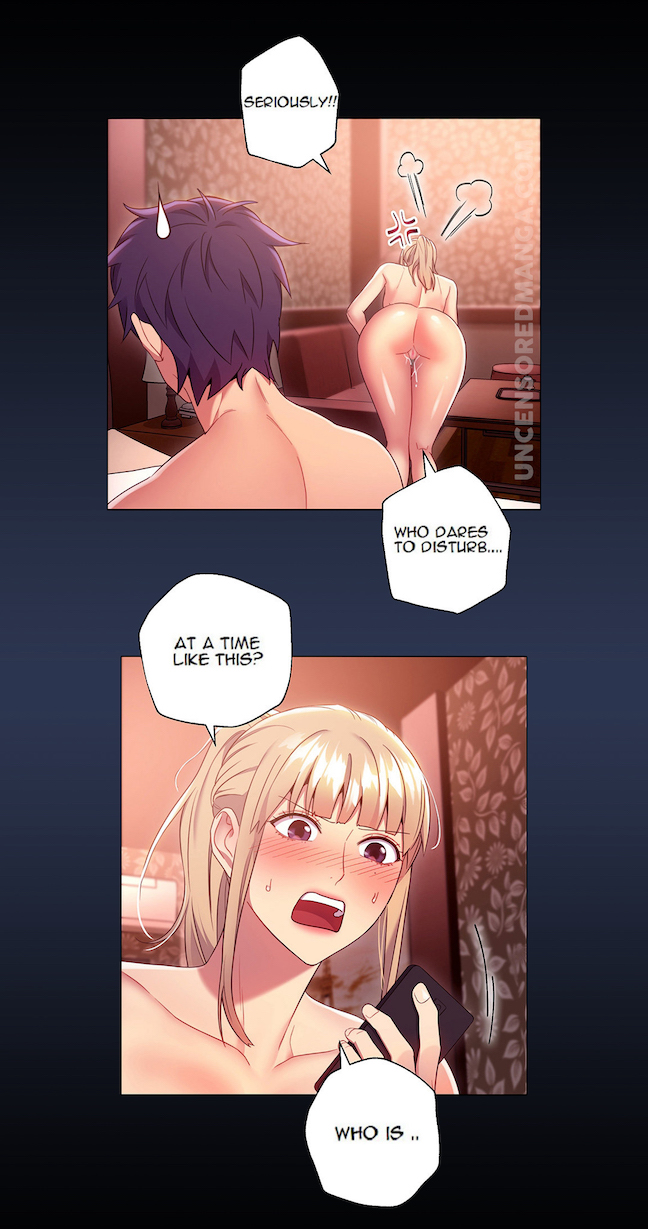 SERIOUSLY!!
UNCENSOREDMANGA.COM
WHO DARES
TO DISTURB....
AT A TIME
LIKE THIS?
WHO IS ..